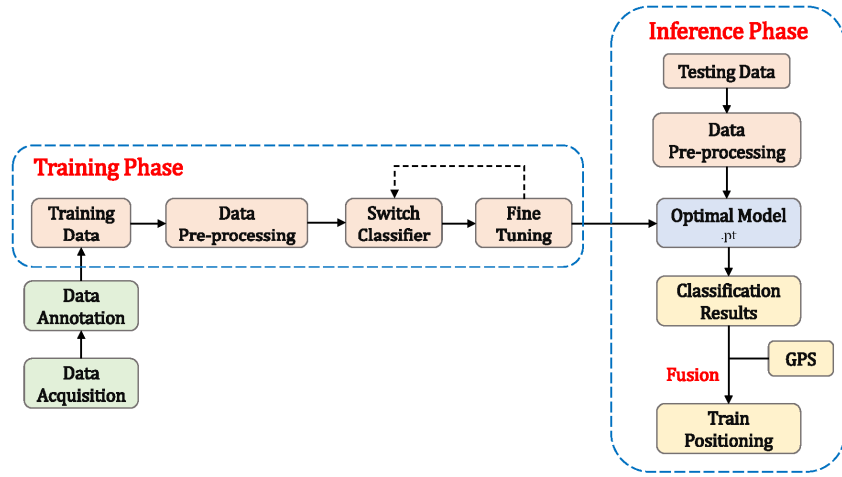 Inference Phase
Testing Data
Data
Pre-processing
Training Phase
Training
Data
Data
Pre-processing
Switch
Classifier
Fine
Tuning
Optimal Model
.pt
Data
Annotation
Classification
Results
Data
Acquisition
GPS
Fusion
Train
Positioning